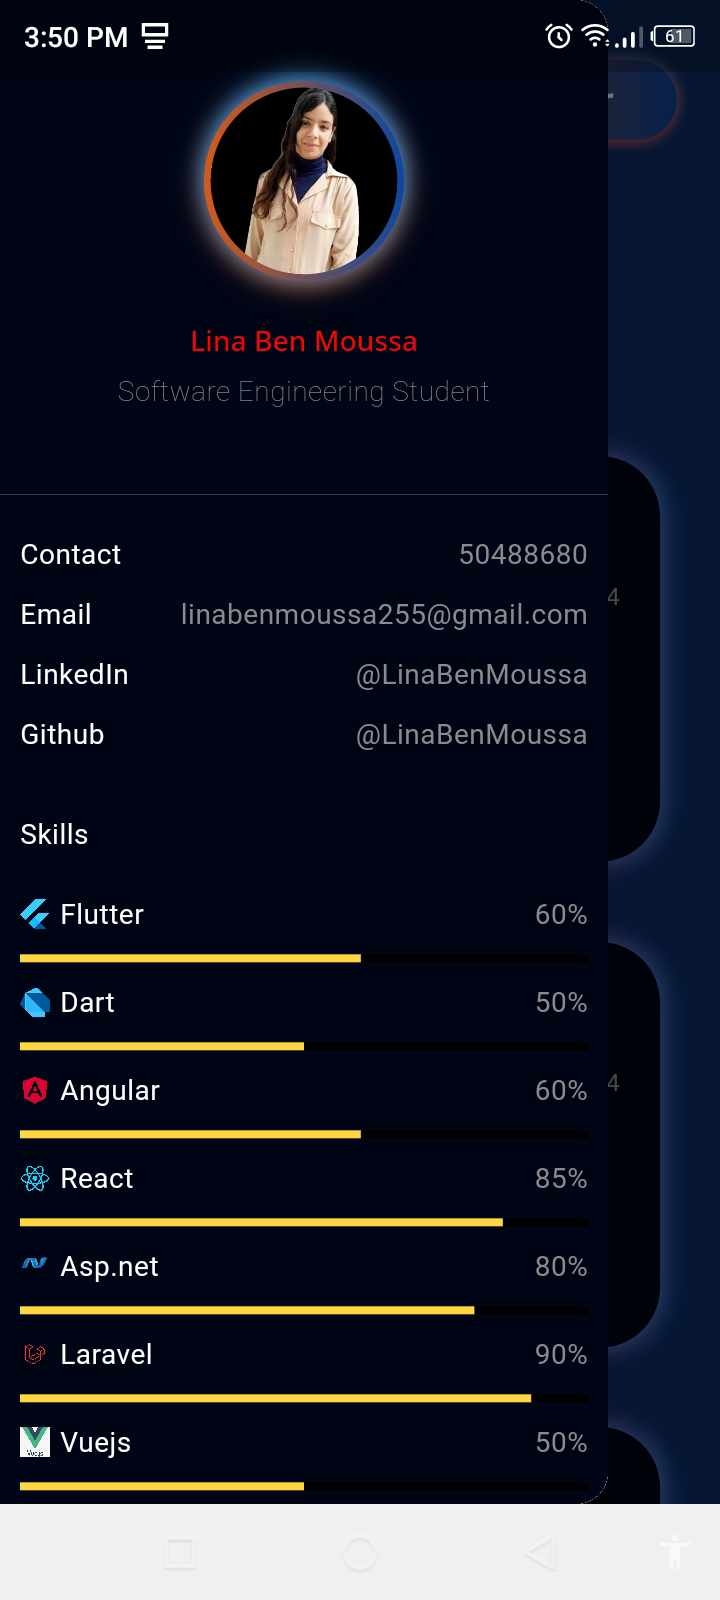 3:50 PM 61
Lina Ben Moussa
Software Engineering Student
Contact 50488680
Email linabenmoussa255@gmail.com
LinkedIn @LinaBenMoussa
Github @LinaBenMoussa
4
Skills
Flutter 60%
Dart 50%
Angular 60%
4
React 85%
Asp.net 80%
Laravel 90%
Vuejs 50%